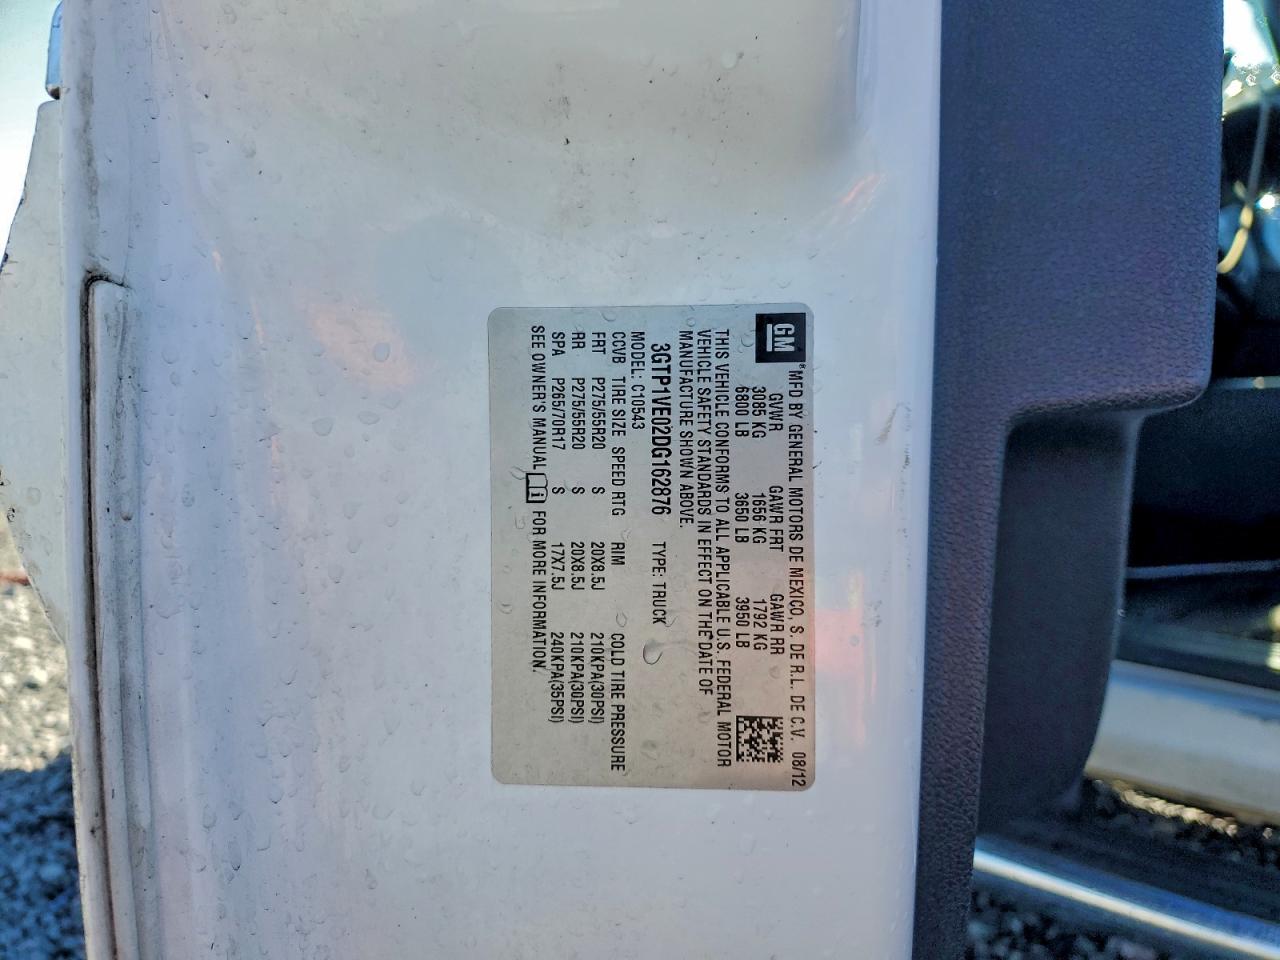 GM ® MFD BY GENERAL MOTORS DE MEXICO, S. DE R.L. DE C.V. 08/12
GVWR GAWR FRT GAWR RR
3085 KG 1656 KG 1792 KG
6800 LB 3650 LB 3950 LB
THIS VEHICLE CONFORMS TO ALL APPLICABLE U.S. FEDERAL MOTOR
VEHICLE SAFETY STANDARDS IN EFFECT ON THE DATE OF
MANUFACTURE SHOWN ABOVE.
3GTP1VE02DG162876 TYPE: TRUCK
MODEL: C10543
CCVB TIRE SIZE SPEED RTG RIM COLD TIRE PRESSURE
FRT P275/55R20 S 20X8.5J 210KPA(30PSI)
RR P275/55R20 S 20X8.5J 210KPA(30PSI)
SPA P265/70R17 S 17X7.5J 240KPA(35PSI)
SEE OWNER'S MANUAL i FOR MORE INFORMATION.